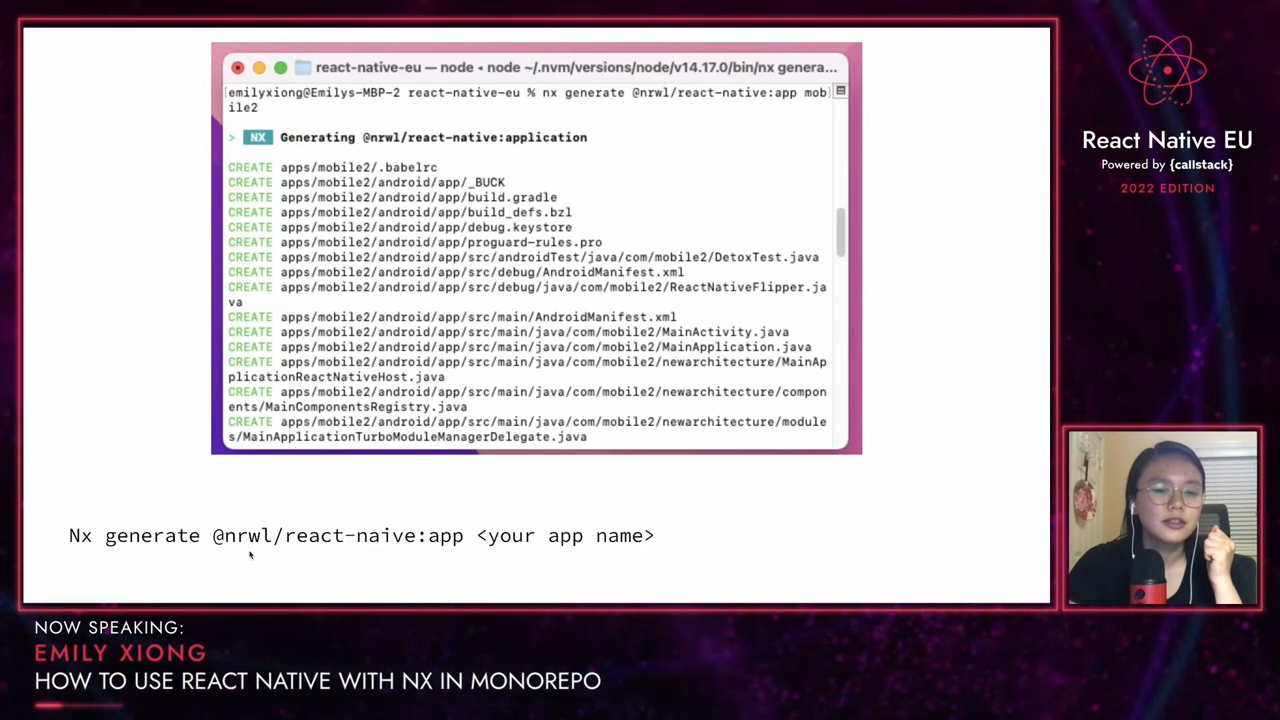 react-native-eu — node • node ~/.nvm/versions/node/v14.17.0/bin/nx genera...
[emilyxiong@Emilys-MBP-2 react-native-eu % nx generate @nrwl/react-native:app mob]
ile2
> NX Generating @nrwl/react-native:application
CREATE apps/mobile2/.babelrc
CREATE apps/mobile2/android/app/_BUCK
CREATE apps/mobile2/android/app/build.gradle
CREATE apps/mobile2/android/app/build_defs.bzl
CREATE apps/mobile2/android/app/debug.keystore
CREATE apps/mobile2/android/app/proguard-rules.pro
CREATE apps/mobile2/android/app/src/androidTest/java/com/mobile2/DetoxTest.java
CREATE apps/mobile2/android/app/src/debug/AndroidManifest.xml
CREATE apps/mobile2/android/app/src/debug/java/com/mobile2/ReactNativeFlipper.ja
va
CREATE apps/mobile2/android/app/src/main/AndroidManifest.xml
CREATE apps/mobile2/android/app/src/main/java/com/mobile2/MainActivity.java
CREATE apps/mobile2/android/app/src/main/java/com/mobile2/MainApplication.java
CREATE apps/mobile2/android/app/src/main/java/com/mobile2/newarchitecture/MainAp
plicationReactNativeHost.java
CREATE apps/mobile2/android/app/src/main/java/com/mobile2/newarchitecture/compon
ents/MainComponentsRegistry.java
CREATE apps/mobile2/android/app/src/main/java/com/mobile2/newarchitecture/module
s/MainApplicationTurboModuleManagerDelegate.java
Nx generate @nrwl/react-naive:app <your app name>
React Native EU
Powered by {callstack}
2022 EDITION
NOW SPEAKING:
EMILY XIONG
HOW TO USE REACT NATIVE WITH NX IN MONOREPO